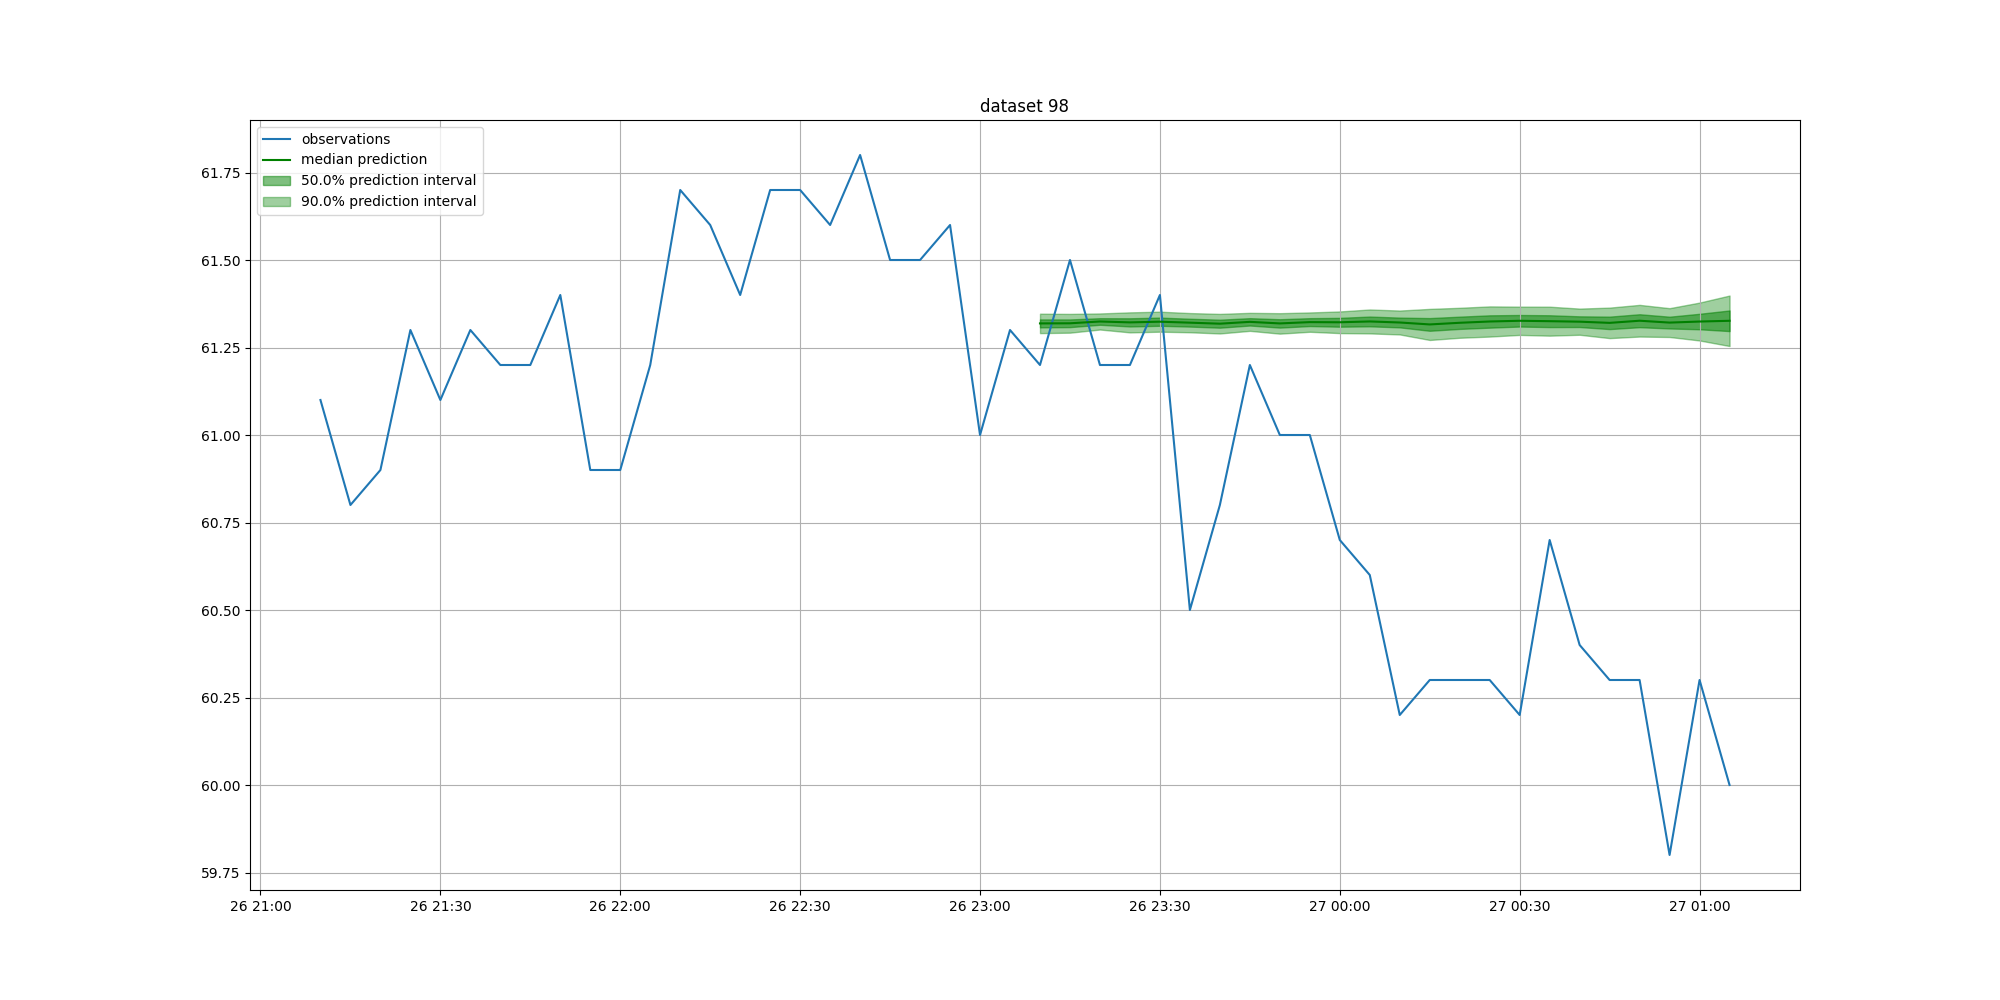 dataset 98
observations
median prediction
50.0% prediction interval
90.0% prediction interval
61.75
61.50
61.25
61.00
60.75
60.50
60.25
60.00
59.75
26 21:00 26 21:30 26 22:00 26 22:30 26 23:00 26 23:30 27 00:00 27 00:30 27 01:00